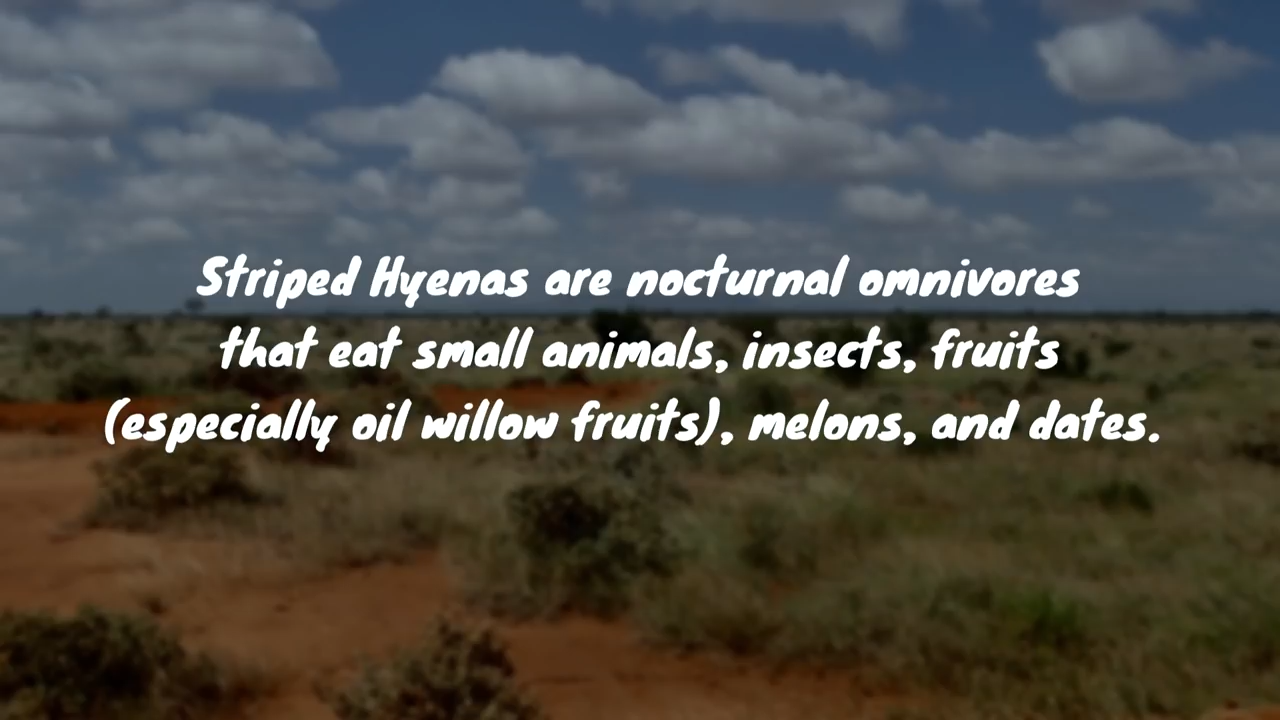 Striped Hyenas are nocturnal omnivores
that eat small animals, insects, fruits
(especially oil willow fruits), melons, and dates.